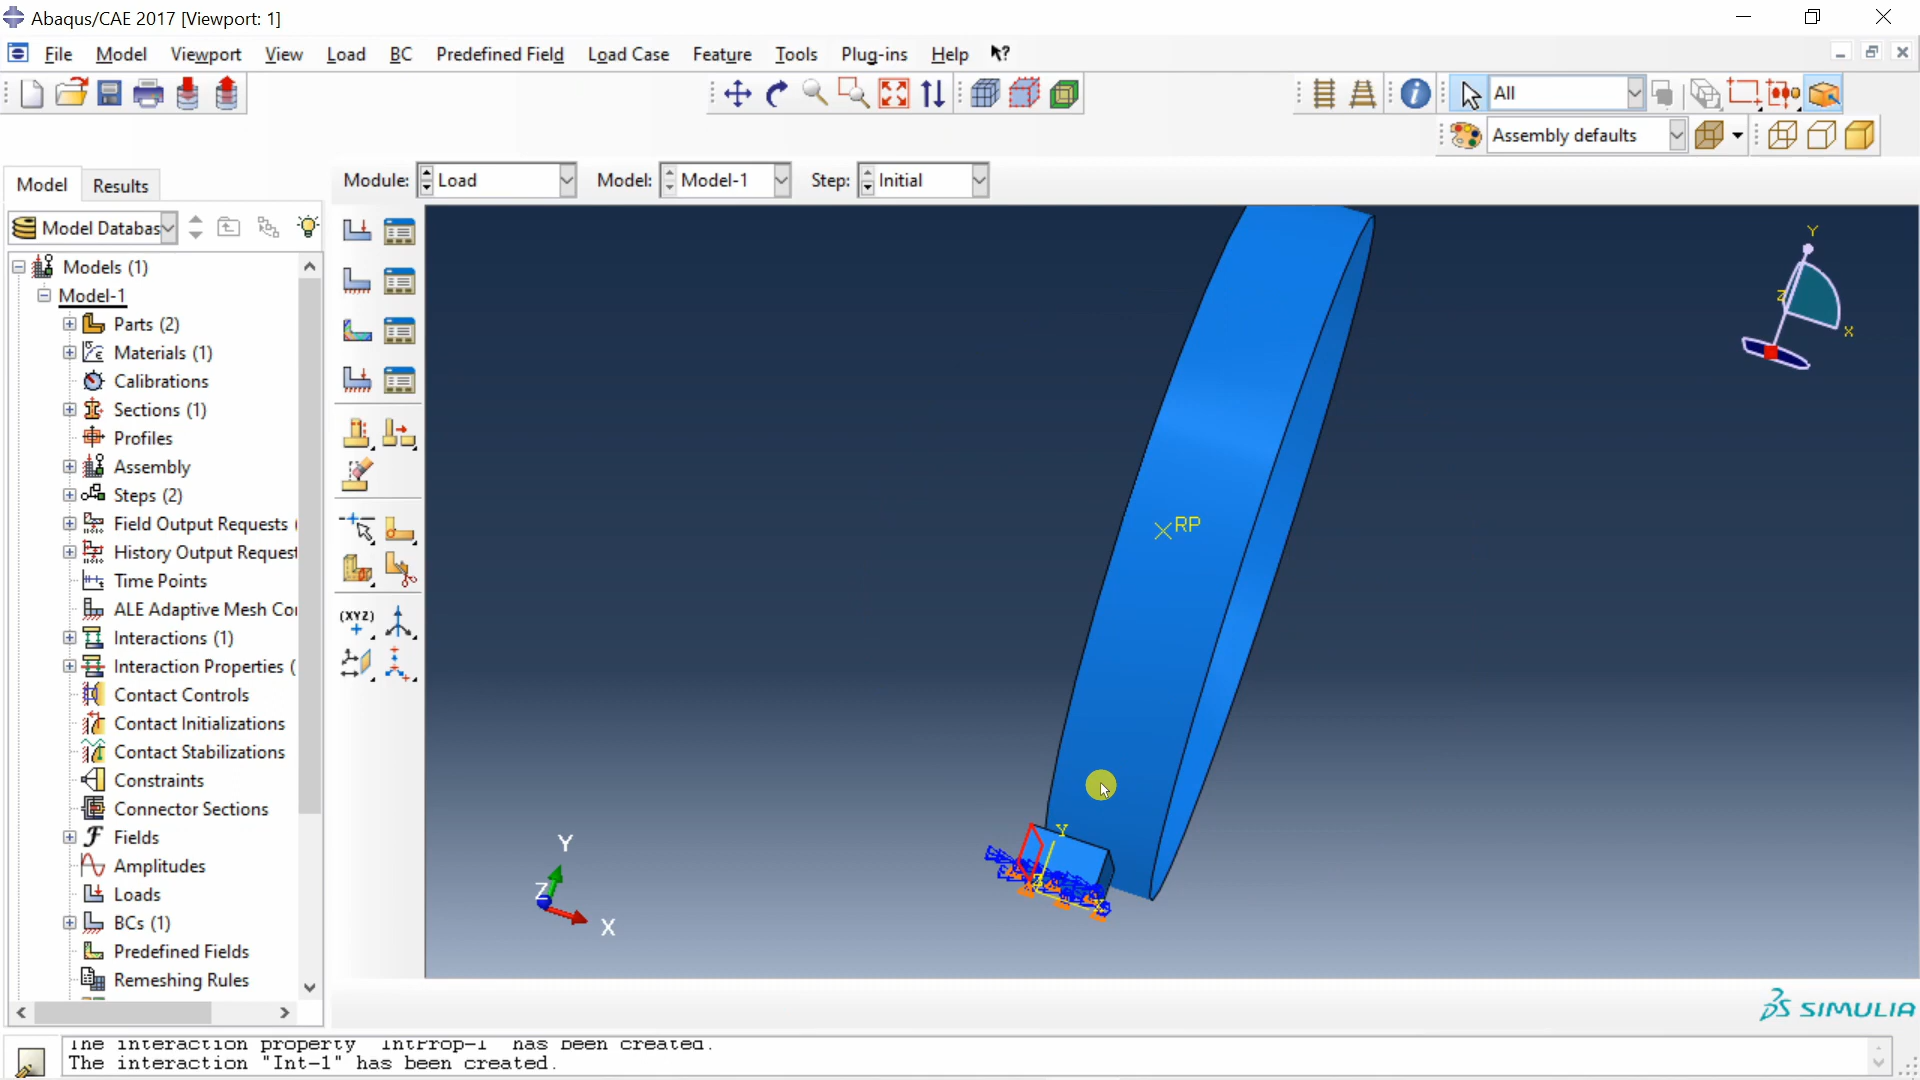 Abaqus/CAE 2017 [Viewport: 1]
File Model Viewport View Load BC Predefined Field Load Case Feature Tools Plug-ins Help ?
All
Assembly defaults
Model Results
Module: Load Model: Model-1 Step: Initial
Model Databas
Models (1)
Model-1
Parts (2)
Materials (1)
Calibrations
Sections (1)
Profiles
Assembly
Steps (2)
Field Output Requests (
History Output Request
Time Points
ALE Adaptive Mesh Co
Interactions (1)
Interaction Properties (
Contact Controls
Contact Initializations
Contact Stabilizations
Constraints
Connector Sections
Fields
Amplitudes
Loads
BCs (1)
Predefined Fields
Remeshing Rules
(XYZ)
Y
Z
X
RP
Y
X
Y
Z
X
SIMULIA
The interaction property "IntProp-1" has been created.
The interaction "Int-1" has been created.